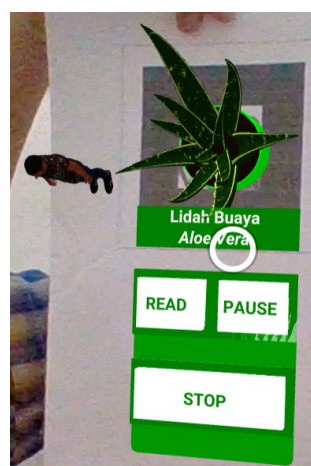 Lidah Buaya
Aloe Vera
READ
PAUSE
STOP